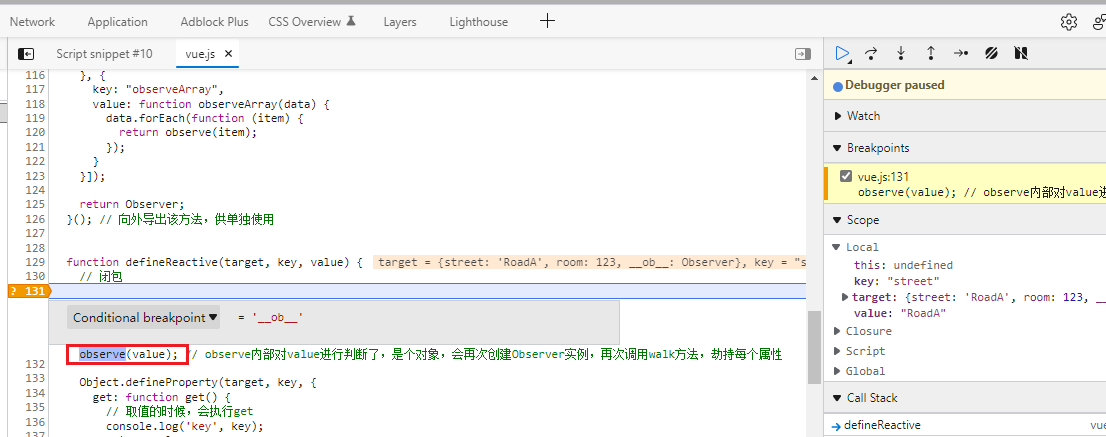 Network Application Adblock Plus CSS Overview Layers Lighthouse
Script snippet #10 vue.js ×
116 }, {
117 key: "observeArray",
118 value: function observeArray(data) {
119 data.forEach(function (item) {
120 return observe(item);
121 });
122 }
123 }]);
124
125 return Observer;
126 }(); // 向外导出该方法，供单独使用
127
128
129 function defineReactive(target, key, value) { target = {street: 'RoadA', room: 123, __ob__: Observer}, key = "s
130 // 闭包
? 131
Conditional breakpoint ▼ = '__ob__'
observe(value); // observe内部对value进行判断了，是个对象，会再次创建Observer实例，再次调用walk方法，劫持每个属性
132
133 Object.defineProperty(target, key, {
134 get: function get() {
135 // 取值的时候，会执行get
136 console.log('key', key);
Debugger paused
Watch
Breakpoints
vue.js:131
observe(value); // observe内部对value进
Scope
Local
this: undefined
key: "street"
target: {street: 'RoadA', room: 123, __
value: "RoadA"
Closure
Script
Global
Call Stack
defineReactive vue